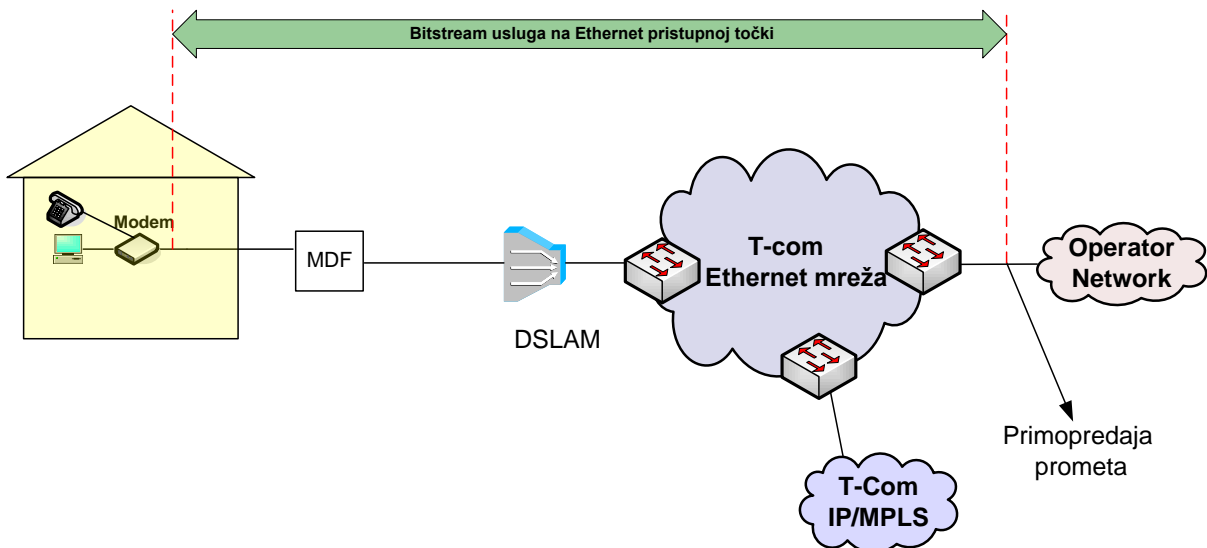 Bitstream usluga na Ethernet pristupnoj točki
Modem
MDF
DSLAM
T-com
Ethernet mreža
Operator
Network
Primopredaja
prometa
T-Com
IP/MPLS